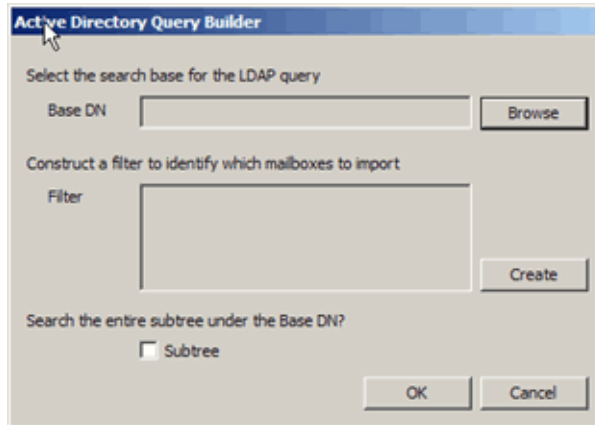 Active Directory Query Builder
Select the search base for the LDAP query
Base DN
Browse
Construct a filter to identify which mailboxes to import
Filter
Create
Search the entire subtree under the Base DN?
Subtree
OK Cancel